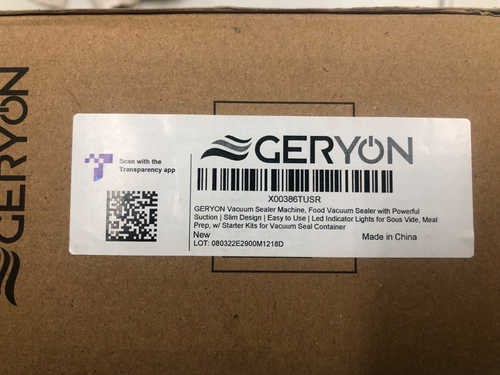 GERYON
Scan with the
Transparency app
GERYON
X00386TUSR
GERYON Vacuum Sealer Machine, Food Vacuum Sealer with Powerful
Suction | Slim Design | Easy to Use | Led Indicator Lights for Sous Vide, Meal
Prep, w/ Starter Kits for Vacuum Seal Container
New
Made in China
LOT: 080322E2900M1218D